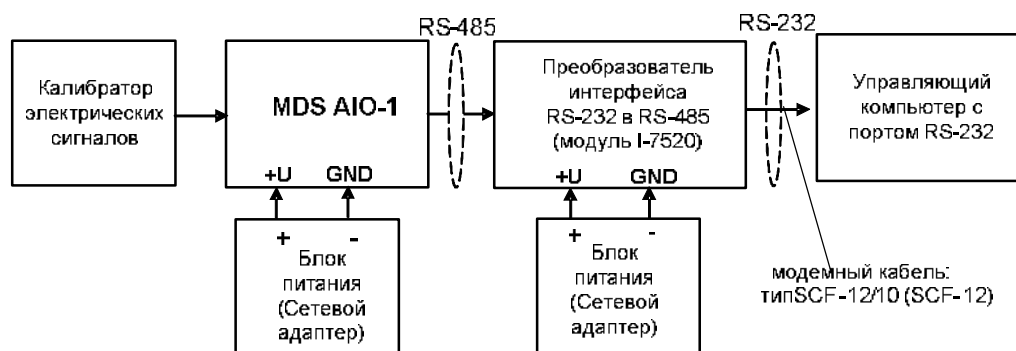 RS-485
RS-232
Калибратор
электрических
сигналов
MDS AIO-1
+U GND
Преобразователь
интерфейса
RS-232 в RS-485
(модуль I-7520)
+U GND
Управляющий
компьютер с
портом RS-232
+ -
Блок
питания
(Сетевой
адаптер)
+ -
Блок
питания
(Сетевой
адаптер)
модемный кабель:
типSCF-12/10 (SCF-12)